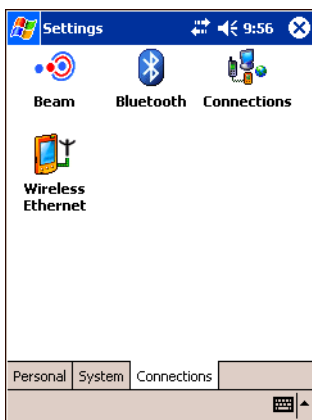 Settings 9:56
Beam Bluetooth Connections
Wireless
Ethernet
Personal System Connections